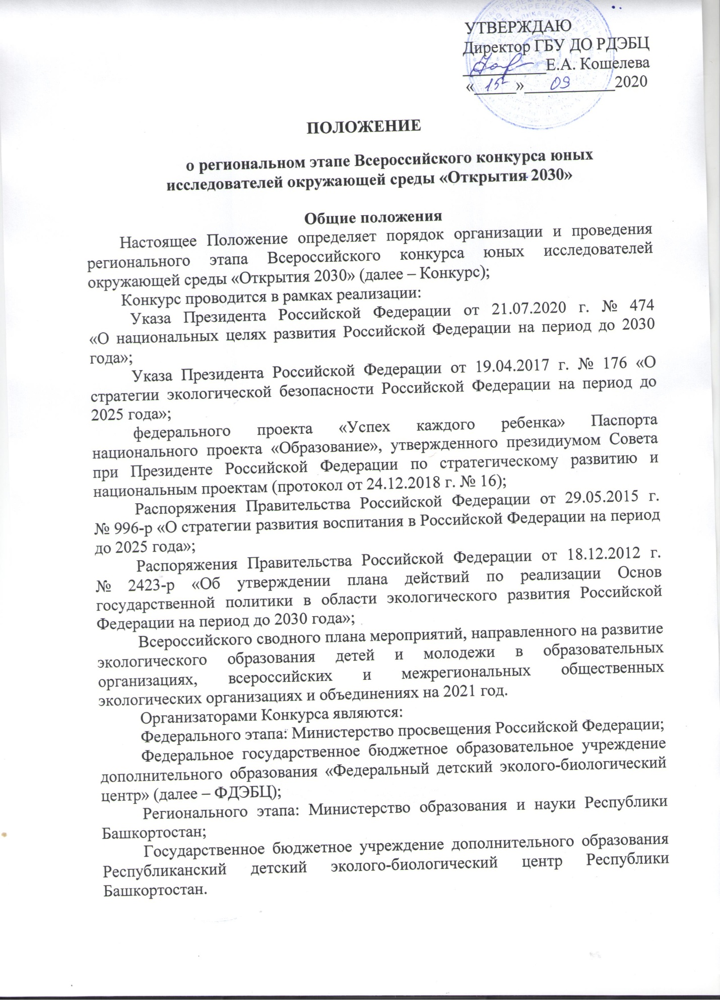 УТВЕРЖДАЮ
Директор ГБУ ДО РДЭБЦ
__________Е.А. Кошелева
«_15_»____09____2020
ПОЛОЖЕНИЕ
о региональном этапе Всероссийского конкурса юных
исследователей окружающей среды «Открытия 2030»
Общие положения
Настоящее Положение определяет порядок организации и проведения
регионального этапа Всероссийского конкурса юных исследователей
окружающей среды «Открытия 2030» (далее – Конкурс);
Конкурс проводится в рамках реализации:
Указа Президента Российской Федерации от 21.07.2020 г. № 474
«О национальных целях развития Российской Федерации на период до 2030
года»;
Указа Президента Российской Федерации от 19.04.2017 г. № 176 «О
стратегии экологической безопасности Российской Федерации на период до
2025 года»;
федерального проекта «Успех каждого ребенка» Паспорта
национального проекта «Образование», утвержденного президиумом Совета
при Президенте Российской Федерации по стратегическому развитию и
национальным проектам (протокол от 24.12.2018 г. № 16);
Распоряжения Правительства Российской Федерации от 29.05.2015 г.
№ 996-р «О стратегии развития воспитания в Российской Федерации на период
до 2025 года»;
Распоряжения Правительства Российской Федерации от 18.12.2012 г.
№ 2423-р «Об утверждении плана действий по реализации Основ
государственной политики в области экологического развития Российской
Федерации на период до 2030 года»;
Всероссийского сводного плана мероприятий, направленного на развитие
экологического образования детей и молодежи в образовательных
организациях, всероссийских и межрегиональных общественных
экологических организациях и объединениях на 2021 год.
Организаторами Конкурса являются:
Федерального этапа: Министерство просвещения Российской Федерации;
Федеральное государственное бюджетное образовательное учреждение
дополнительного образования «Федеральный детский эколого-биологический
центр» (далее – ФДЭБЦ);
Регионального этапа: Министерство образования и науки Республики
Башкортостан;
Государственное бюджетное учреждение дополнительного образования
Республиканский детский эколого-биологический центр Республики
Башкортостан.